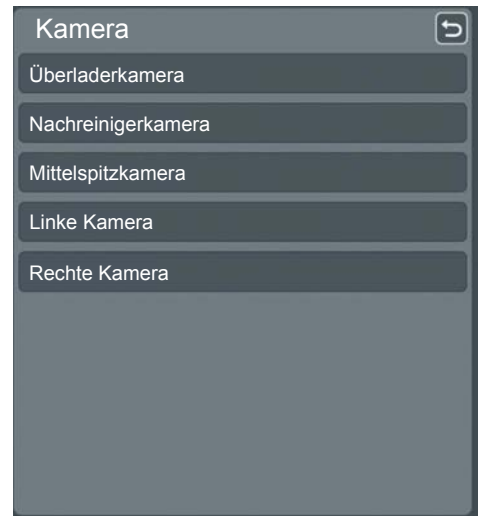 Kamera
Überladerkamera
Nachreinigerkamera
Mittelspitzkamera
Linke Kamera
Rechte Kamera